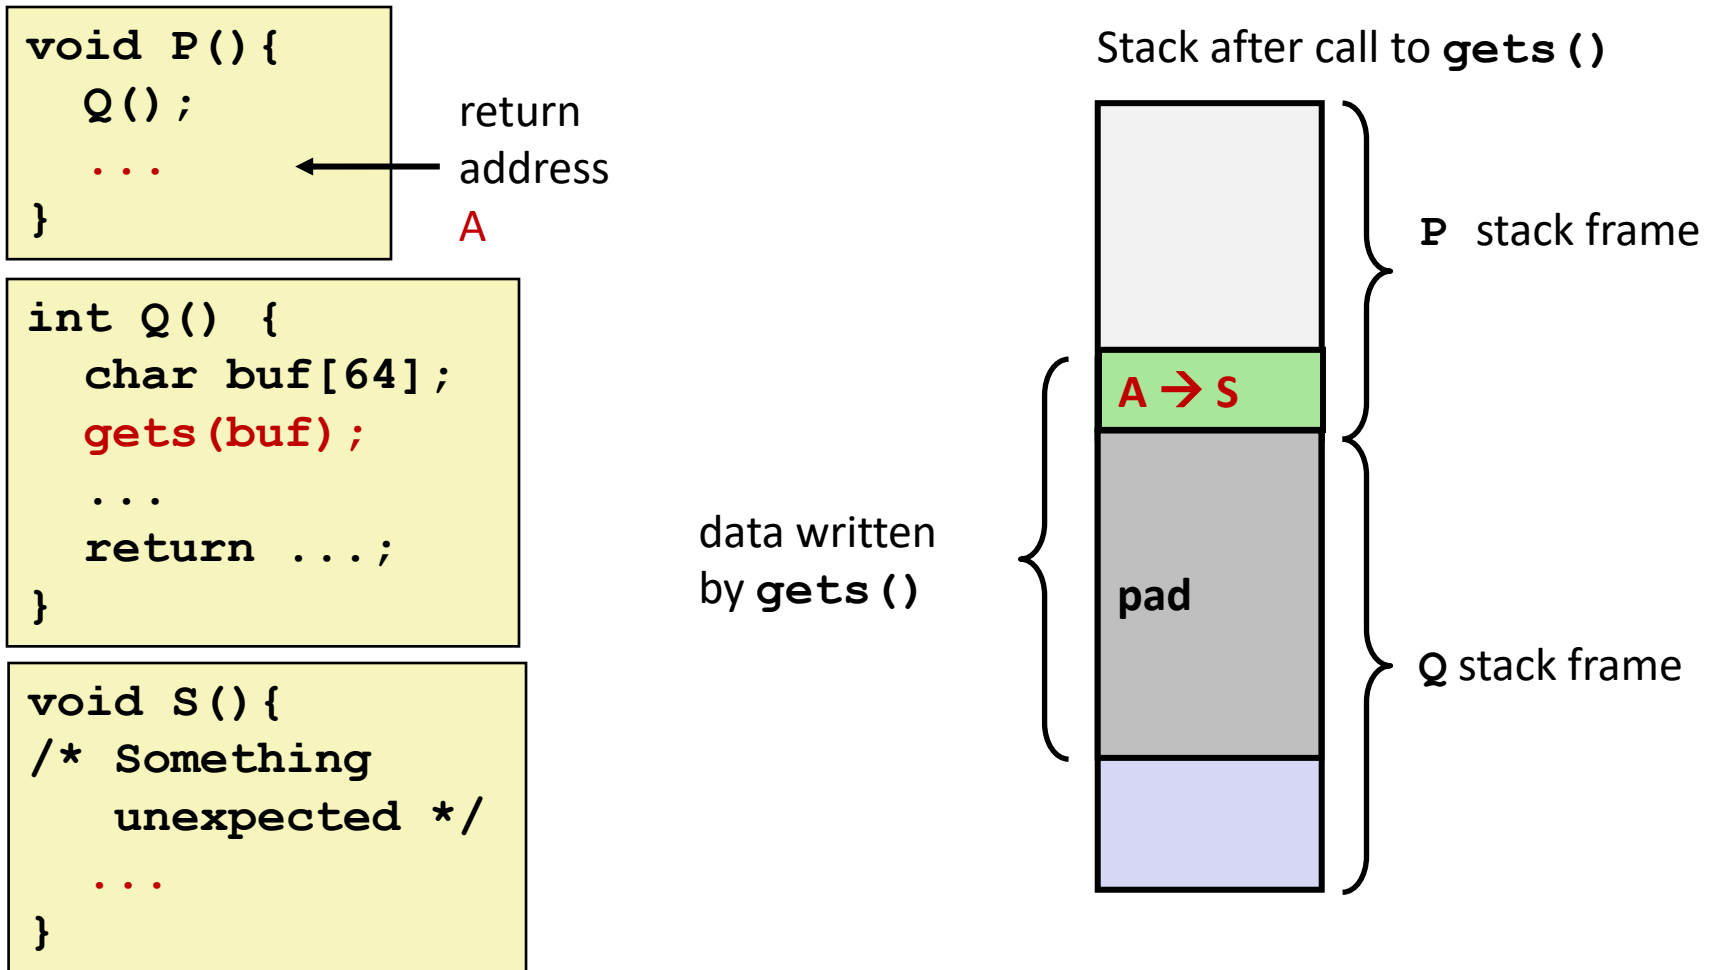 void P(){
  Q();
  ...
}
return
address
A
int Q() {
  char buf[64];
  gets(buf);
  ...
  return ...;
}
void S(){
/* Something
   unexpected */
  ...
}
Stack after call to gets()
P stack frame
A → S
data written
by gets()
pad
Q stack frame